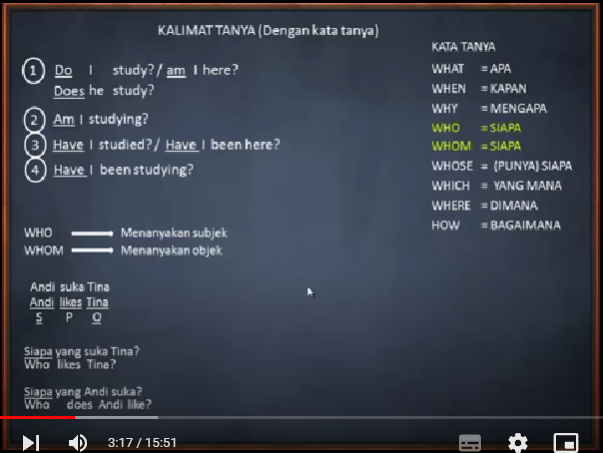 KALIMAT TANYA (Dengan kata tanya)
1 Do I study? / am I here?
Does he study?
2 Am I studying?
3 Have I studied? / Have I been here?
4 Have I been studying?
KATA TANYA
WHAT = APA
WHEN = KAPAN
WHY = MENGAPA
WHO = SIAPA
WHOM = SIAPA
WHOSE = (PUNYA) SIAPA
WHICH = YANG MANA
WHERE = DIMANA
HOW = BAGAIMANA
WHO Menanyakan subjek
WHOM Menanyakan objek
Andi suka Tina
Andi likes Tina
S P O
Siapa yang suka Tina?
Who likes Tina?
Siapa yang Andi suka?
Who does Andi like?
3:17 / 15:51